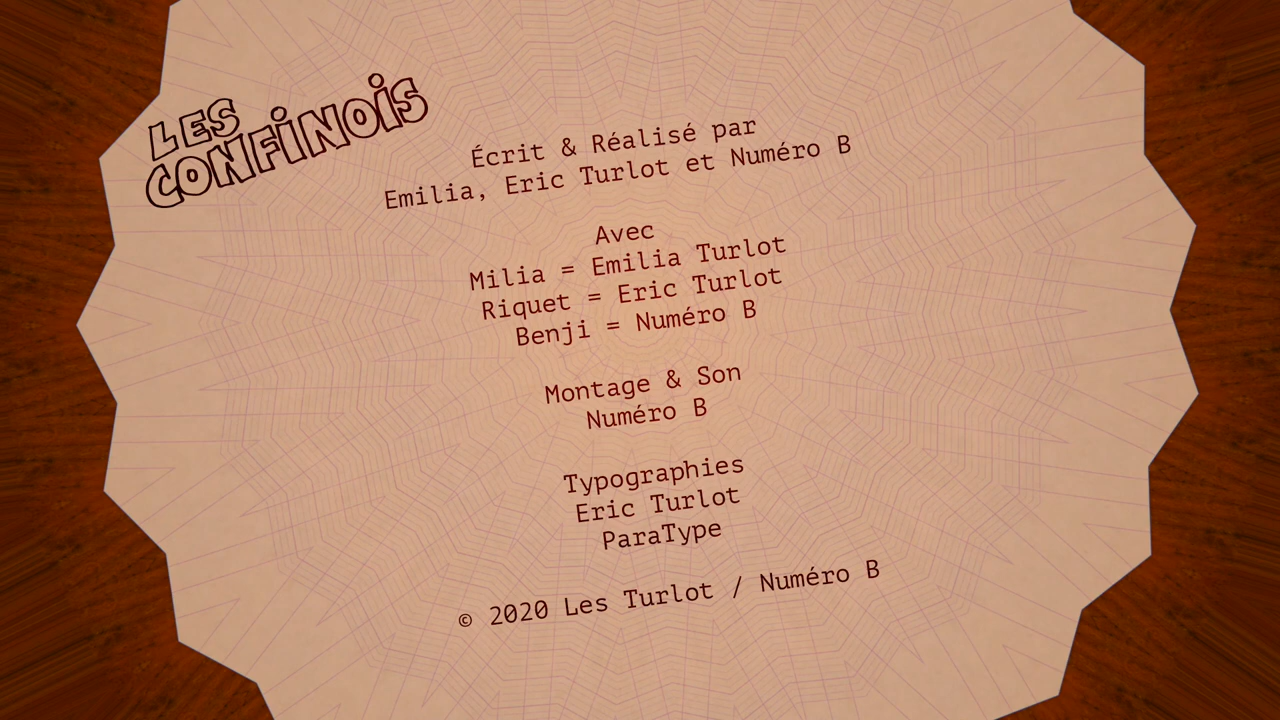 LES
CONFINOIS
Écrit & Réalisé par
Emilia, Eric Turlot et Numéro B
Avec
Milia = Emilia Turlot
Riquet = Eric Turlot
Benji = Numéro B
Montage & Son
Numéro B
Typographies
Eric Turlot
ParaType
© 2020 Les Turlot / Numéro B